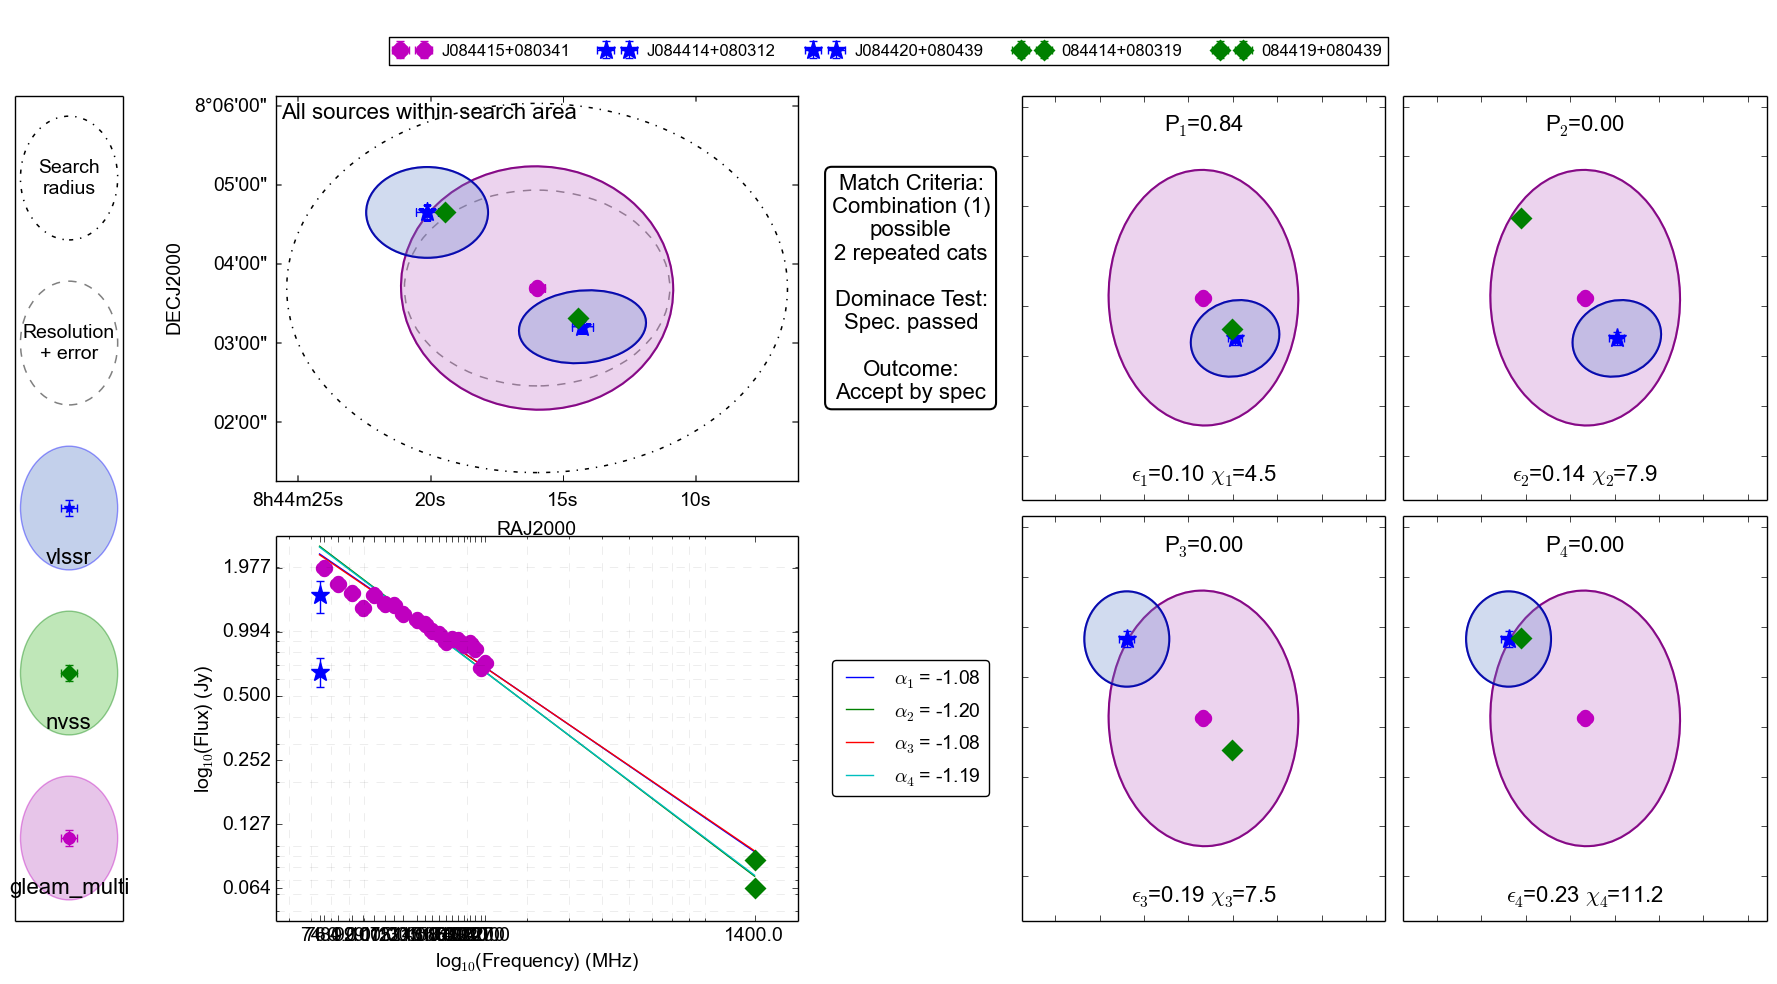 J084415+080341 J084414+080312 J084420+080439 084414+080319 084419+080439
Search
radius
Resolution
+ error
vlssr
nvss
gleam_multi
All sources within search area
8°06'00"
05'00"
04'00"
03'00"
02'00"
DECJ2000
8h44m25s 20s 15s 10s
RAJ2000
Match Criteria:
Combination (1)
possible
2 repeated cats
Dominace Test:
Spec. passed
Outcome:
Accept by spec
P1=0.84
ϵ1=0.10 χ1=4.5
P2=0.00
ϵ2=0.14 χ2=7.9
1.977
0.994
0.500
0.252
0.127
0.064
log10(Flux) (Jy)
1400.0
log10(Frequency) (MHz)
α1 = -1.08
α2 = -1.20
α3 = -1.08
α4 = -1.19
P3=0.00
ϵ3=0.19 χ3=7.5
P4=0.00
ϵ4=0.23 χ4=11.2